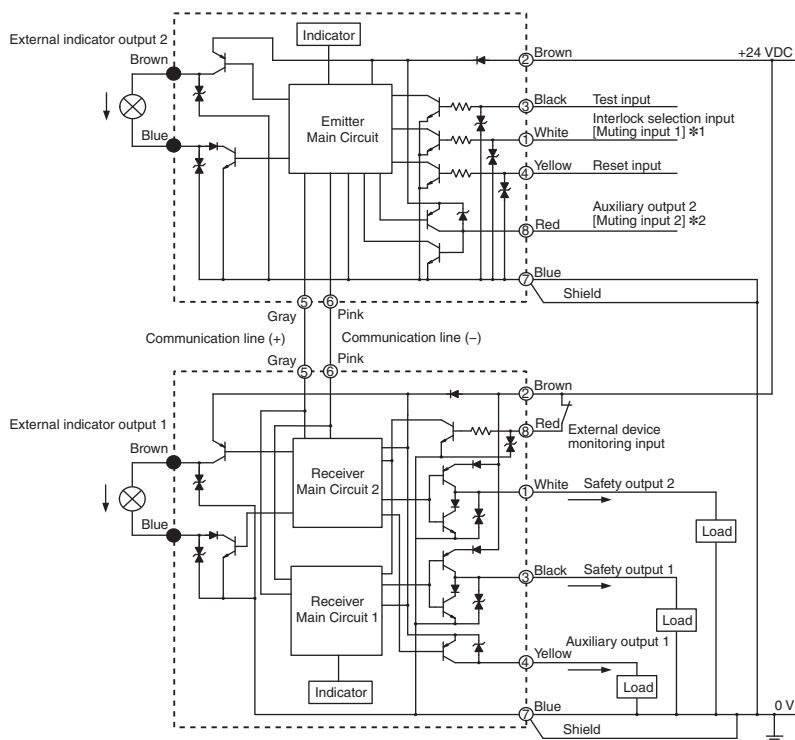 External indicator output 2
Brown
Blue
Indicator
Emitter
Main Circuit
2 Brown
+24 VDC
3 Black Test input
1 White Interlock selection input
[Muting input 1] *1
4 Yellow Reset input
8 Red Auxiliary output 2
[Muting input 2] *2
7 Blue
Shield
5 6
Gray Pink
Communication line (+) Communication line (−)
Gray Pink
5 6
External indicator output 1
Brown
Blue
2 Brown
8 Red
External device
monitoring input
Receiver
Main Circuit 2
1 White Safety output 2
Load
Receiver
Main Circuit 1
3 Black Safety output 1
Load
Auxiliary output 1
4 Yellow
Load
Indicator
7 Blue
0 V
Shield